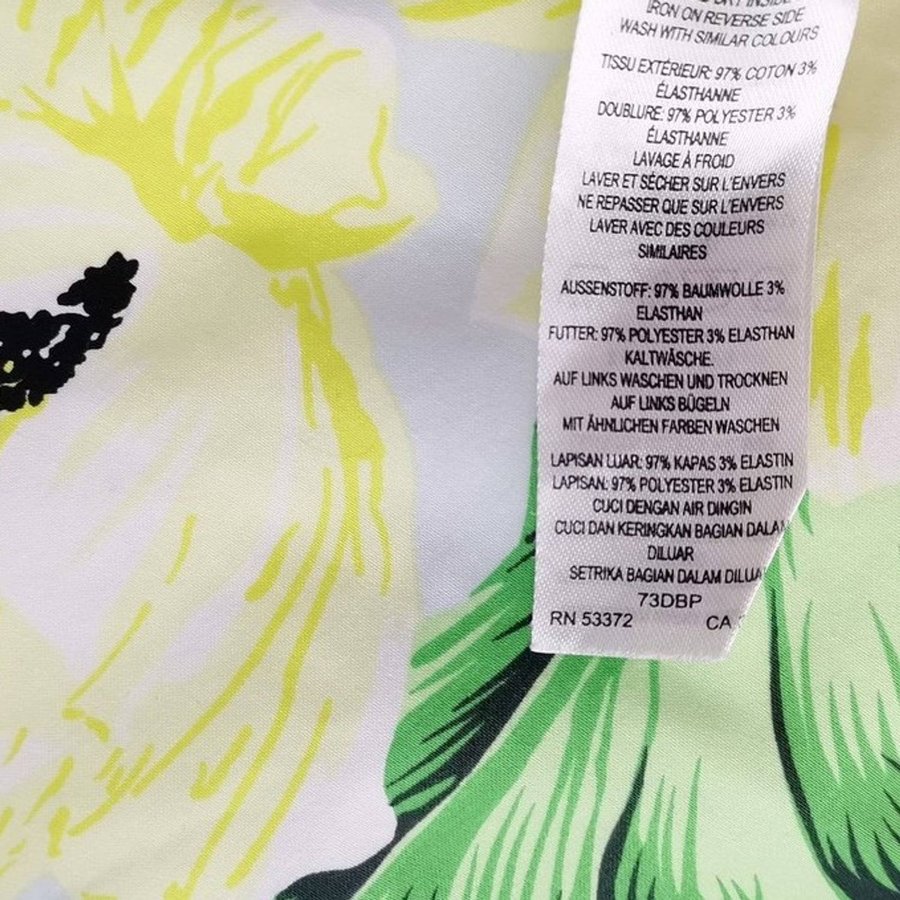 IRON ON REVERSE SIDE
WASH WITH SIMILAR COLOURS
TISSU EXTÉRIEUR: 97% COTON 3%
ÉLASTHANNE
DOUBLURE: 97% POLYESTER 3%
ÉLASTHANNE
LAVAGE À FROID
LAVER ET SÉCHER SUR L'ENVERS
NE REPASSER QUE SUR L'ENVERS
LAVER AVEC DES COULEURS
SIMILAIRES
AUSSENSTOFF: 97% BAUMWOLLE 3%
ELASTHAN
FUTTER: 97% POLYESTER 3% ELASTHAN
KALTWÄSCHE.
AUF LINKS WASCHEN UND TROCKNEN
AUF LINKS BÜGELN
MIT ÄHNLICHEN FARBEN WASCHEN
LAPISAN LUAR: 97% KAPAS 3% ELASTIN
LAPISAN: 97% POLYESTER 3% ELASTIN
CUCI DENGAN AIR DINGIN
CUCI DAN KERINGKAN BAGIAN DALA
DILUAR
SETRIKA BAGIAN DALAM DILUA
73DBP
RN 53372 CA